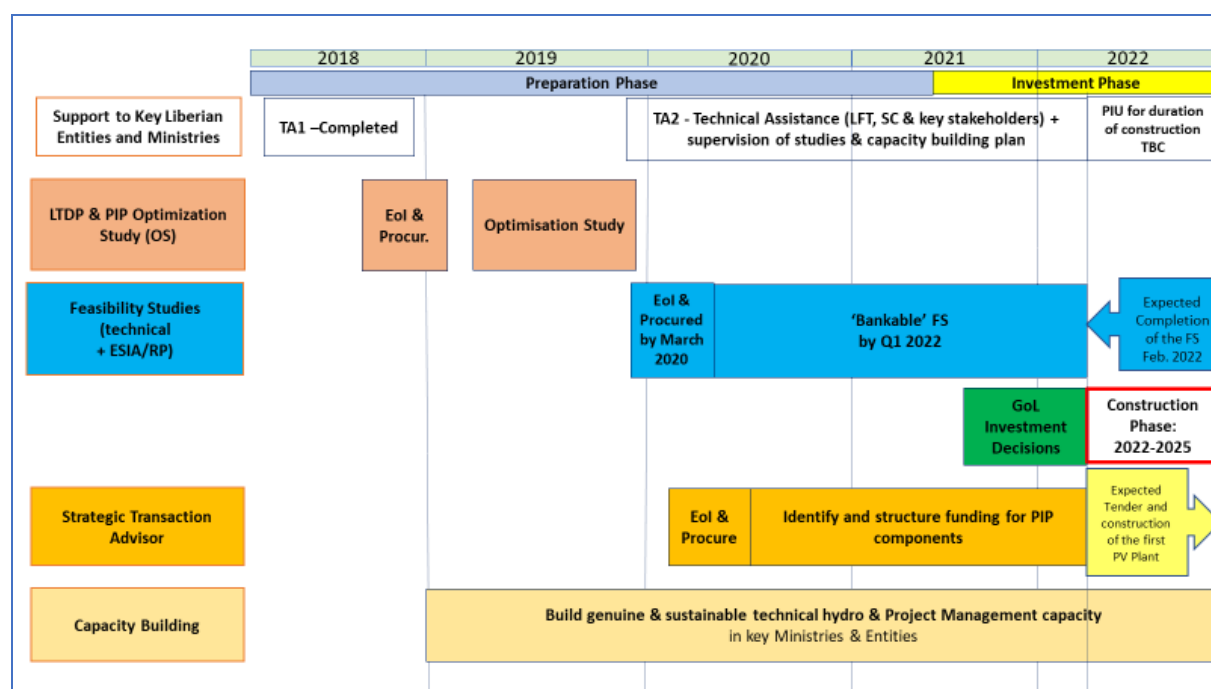 2018 2019 2020 2021 2022
Preparation Phase
Investment Phase
Support to Key Liberian
Entities and Ministries
TA1 –Completed
TA2 - Technical Assistance (LFT, SC & key stakeholders) +
supervision of studies & capacity building plan
PIU for duration
of construction
TBC
LTDP & PIP Optimization
Study (OS)
EoI &
Procur.
Optimisation Study
Feasibility Studies
(technical
+ ESIA/RP)
EoI &
Procured
by March
2020
‘Bankable’ FS
by Q1 2022
Expected
Completion
of the FS
Feb. 2022
GoL
Investment
Decisions
Construction
Phase:
2022-2025
Strategic Transaction
Advisor
EoI &
Procure
Identify and structure funding for PIP
components
Expected
Tender and
construction
of the first
PV Plant
Capacity Building
Build genuine & sustainable technical hydro & Project Management capacity
in key Ministries & Entities